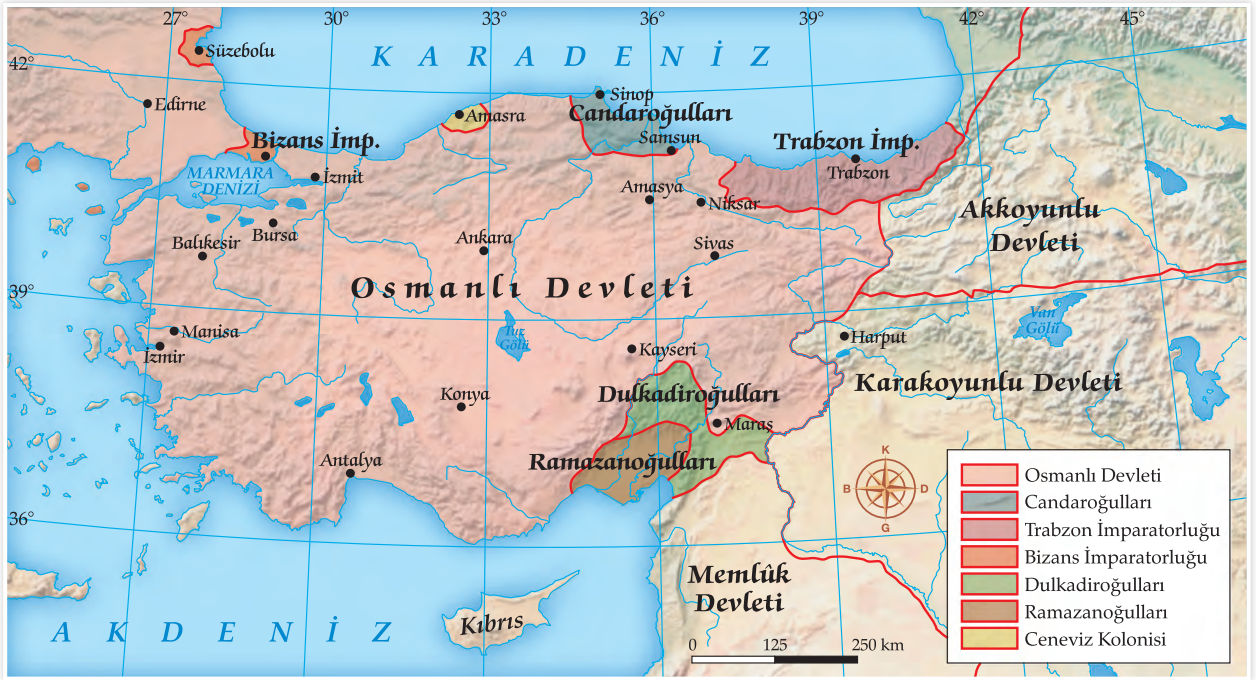 27° 30° 33° 36° 39° 42° 45°
42°
39°
36°
KARADENİZ
Süzebolu
Edirne
Bizans İmp.
MARMARA
DENİZİ
İzmit
Amasra
Sinop
Candaroğulları
Samsun
Trabzon İmp.
Trabzon
Amasya
Niksar
Akkoyunlu
Devleti
Balıkesir
Bursa
Ankara
Sivas
Osmanlı Devleti
Manisa
İzmir
Tuz
Gölü
Kayseri
Harput
Van
Gölü
Karakoyunlu Devleti
Konya
Dulkadiroğulları
Maraş
Antalya
Ramazanoğulları
Memlûk
Devleti
Kıbrıs
AKDENİZ
K
B D
G
0 125 250 km
Osmanlı Devleti
Candaroğulları
Trabzon İmparatorluğu
Bizans İmparatorluğu
Dulkadiroğulları
Ramazanoğulları
Ceneviz Kolonisi